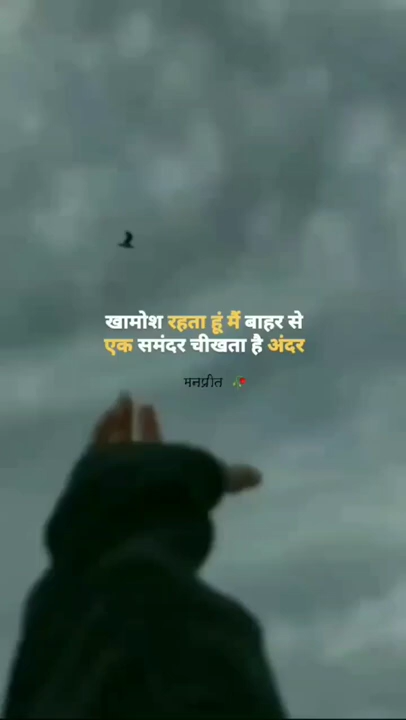 खामोश रहता हूं मैं बाहर से
एक समंदर चीखता है अंदर
मनप्रीत